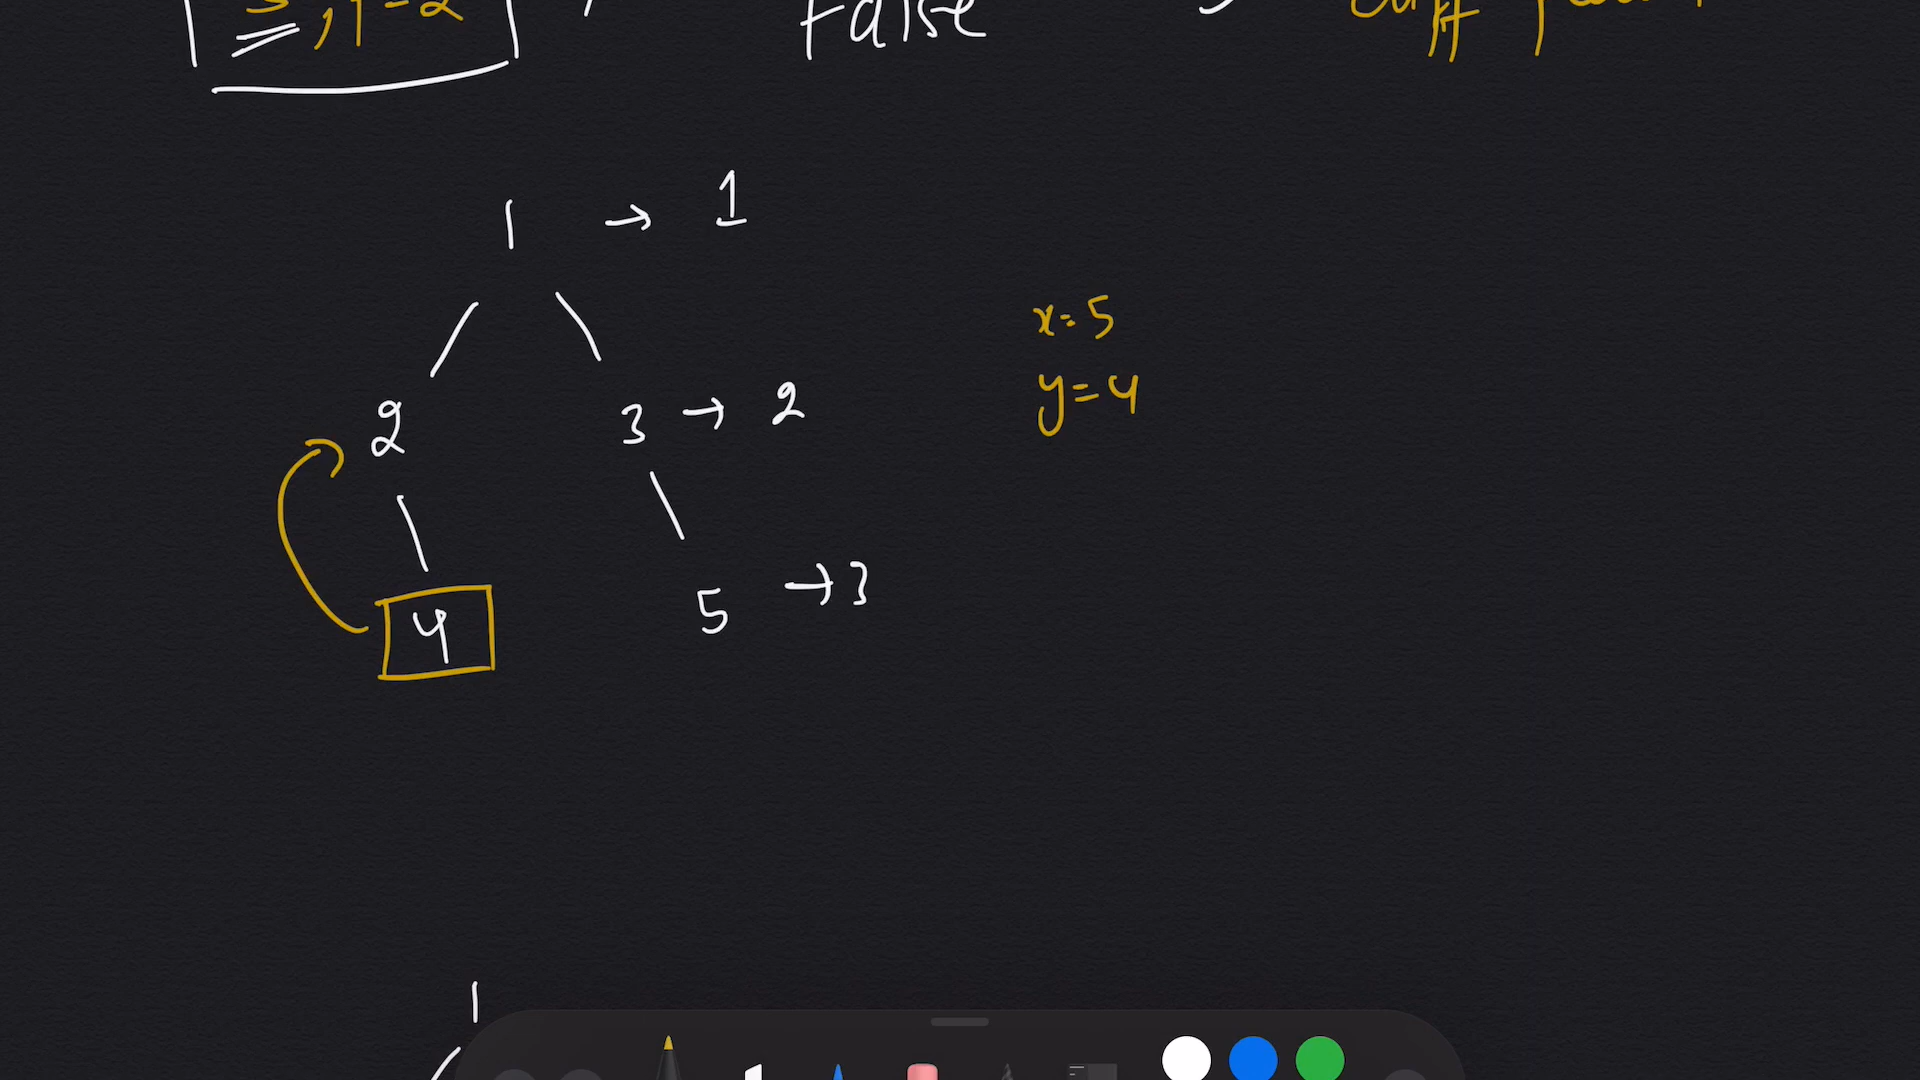 False
1 → 1
x = 5
2 3 → 2
y = 4
4 5 → 3
1